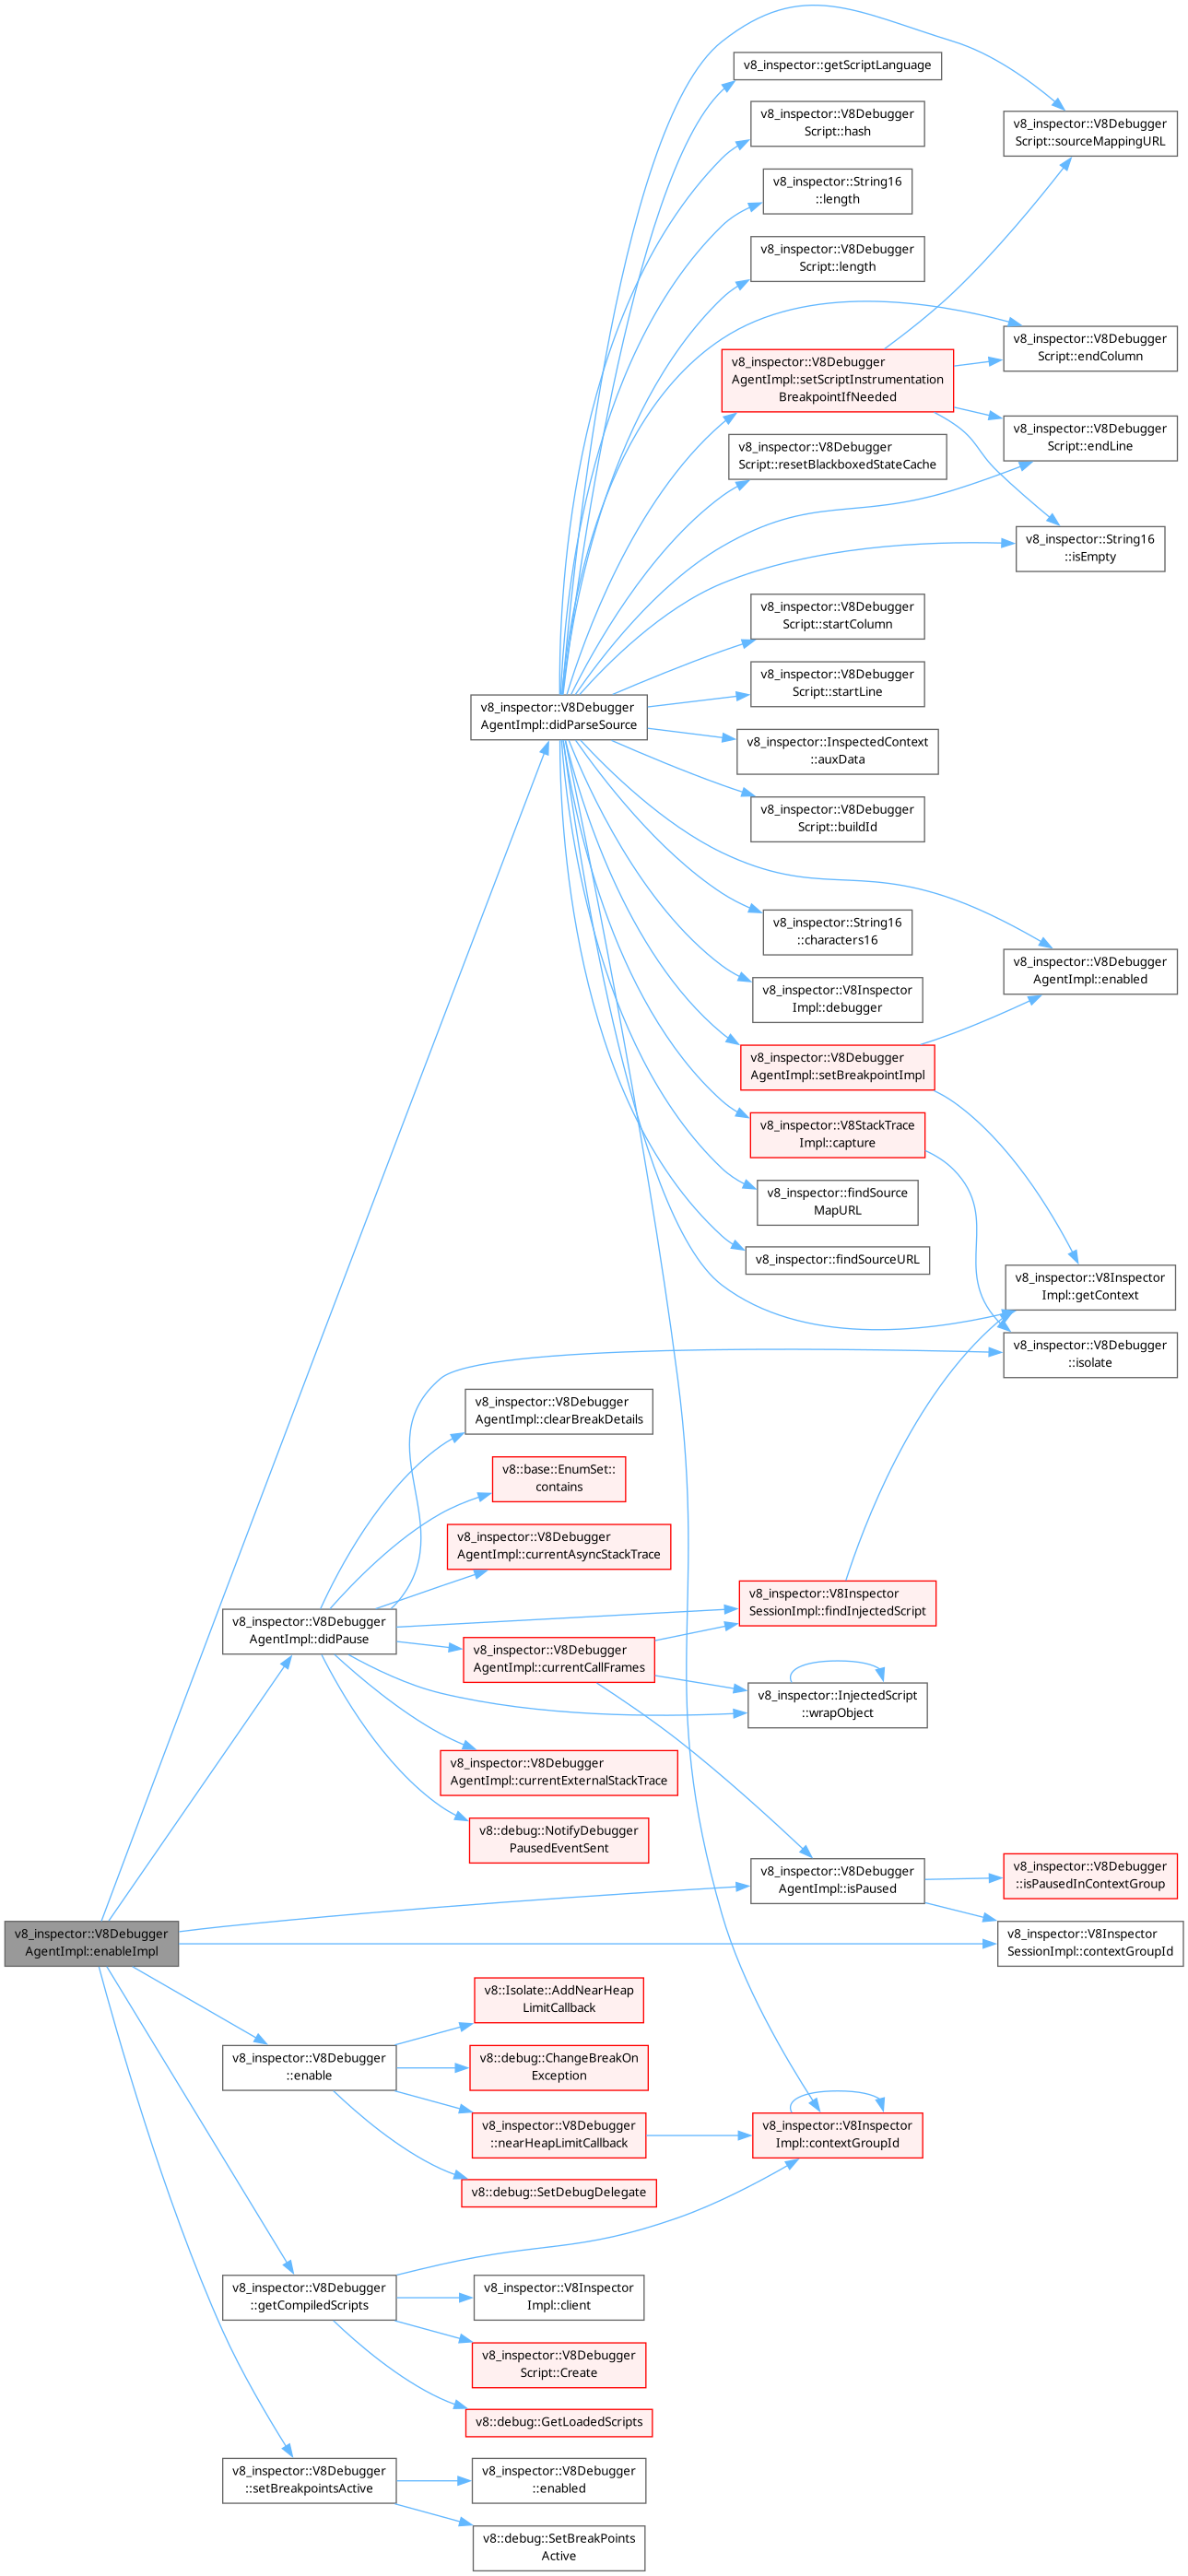 v8_inspector::getScriptLanguage
v8_inspector::V8Debugger
Script::hash
v8_inspector::V8Debugger
Script::sourceMappingURL
v8_inspector::String16
::length
v8_inspector::V8Debugger
Script::length
v8_inspector::V8Debugger
Script::endColumn
v8_inspector::V8Debugger
AgentImpl::setScriptInstrumentation
BreakpointIfNeeded
v8_inspector::V8Debugger
Script::endLine
v8_inspector::V8Debugger
Script::resetBlackboxedStateCache
v8_inspector::String16
::isEmpty
v8_inspector::V8Debugger
Script::startColumn
v8_inspector::V8Debugger
Script::startLine
v8_inspector::V8Debugger
AgentImpl::didParseSource
v8_inspector::InspectedContext
::auxData
v8_inspector::V8Debugger
Script::buildId
v8_inspector::String16
::characters16
v8_inspector::V8Debugger
AgentImpl::enabled
v8_inspector::V8Inspector
Impl::debugger
v8_inspector::V8Debugger
AgentImpl::setBreakpointImpl
v8_inspector::V8StackTrace
Impl::capture
v8_inspector::findSource
MapURL
v8_inspector::findSourceURL
v8_inspector::V8Inspector
Impl::getContext
v8_inspector::V8Debugger
::isolate
v8_inspector::V8Debugger
AgentImpl::clearBreakDetails
v8::base::EnumSet::
contains
v8_inspector::V8Debugger
AgentImpl::currentAsyncStackTrace
v8_inspector::V8Debugger
AgentImpl::didPause
v8_inspector::V8Inspector
SessionImpl::findInjectedScript
v8_inspector::V8Debugger
AgentImpl::currentCallFrames
v8_inspector::InjectedScript
::wrapObject
v8_inspector::V8Debugger
AgentImpl::currentExternalStackTrace
v8::debug::NotifyDebugger
PausedEventSent
v8_inspector::V8Debugger
AgentImpl::isPaused
v8_inspector::V8Debugger
::isPausedInContextGroup
v8_inspector::V8Debugger
AgentImpl::enableImpl
v8_inspector::V8Inspector
SessionImpl::contextGroupId
v8::Isolate::AddNearHeap
LimitCallback
v8_inspector::V8Debugger
::enable
v8::debug::ChangeBreakOn
Exception
v8_inspector::V8Debugger
::nearHeapLimitCallback
v8_inspector::V8Inspector
Impl::contextGroupId
v8::debug::SetDebugDelegate
v8_inspector::V8Debugger
::getCompiledScripts
v8_inspector::V8Inspector
Impl::client
v8_inspector::V8Debugger
Script::Create
v8::debug::GetLoadedScripts
v8_inspector::V8Debugger
::setBreakpointsActive
v8_inspector::V8Debugger
::enabled
v8::debug::SetBreakPoints
Active